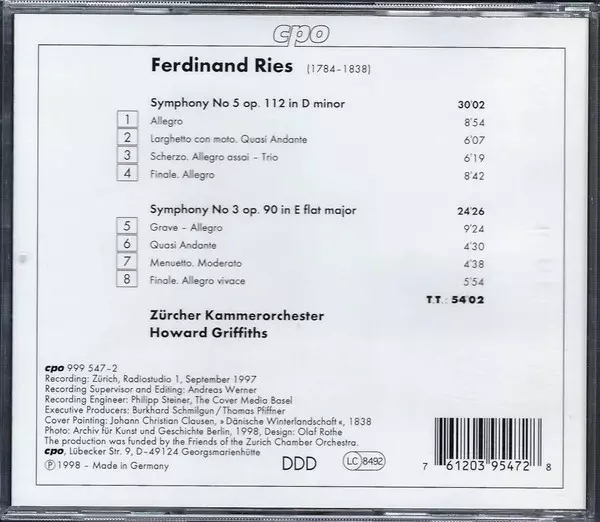 cpo
Ferdinand Ries (1784-1838)
Symphony No 5 op. 112 in D minor 30'02
1 Allegro 8'54
2 Larghetto con moto. Quasi Andante 6'07
3 Scherzo. Allegro assai – Trio 6'19
4 Finale. Allegro 8'42
Symphony No 3 op. 90 in E flat major 24'26
5 Grave – Allegro 9'24
6 Quasi Andante 4'30
7 Menuetto. Moderato 4'38
8 Finale. Allegro vivace 5'54
T.T.: 54'02
Zürcher Kammerorchester
Howard Griffiths
cpo 999 547-2
Recording: Zürich, Radiostudio 1, September 1997
Recording Supervisor and Editing: Andreas Werner
Recording Engineer: Philipp Steiner, The Cover Media Basel
Executive Producers: Burkhard Schmilgun/Thomas Pfiffner
Cover Painting: Johann Christian Clausen, »Dänische Winterlandschaft«, 1838
Photo: Archiv für Kunst und Geschichte Berlin, 1998, Design: Olaf Rothe
The production was funded by the Friends of the Zurich Chamber Orchestra.
cpo, Lübecker Str. 9, D–49124 Georgsmarienhütte
Ⓟ 1998 – Made in Germany
DDD
LC 8492
7 61203 95472 8